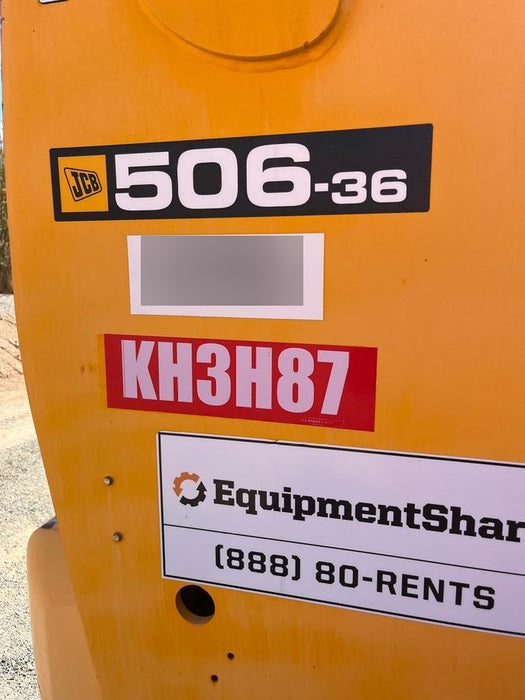 JCB 506-36
KH3H87
EquipmentShar
(888) 80-RENTS